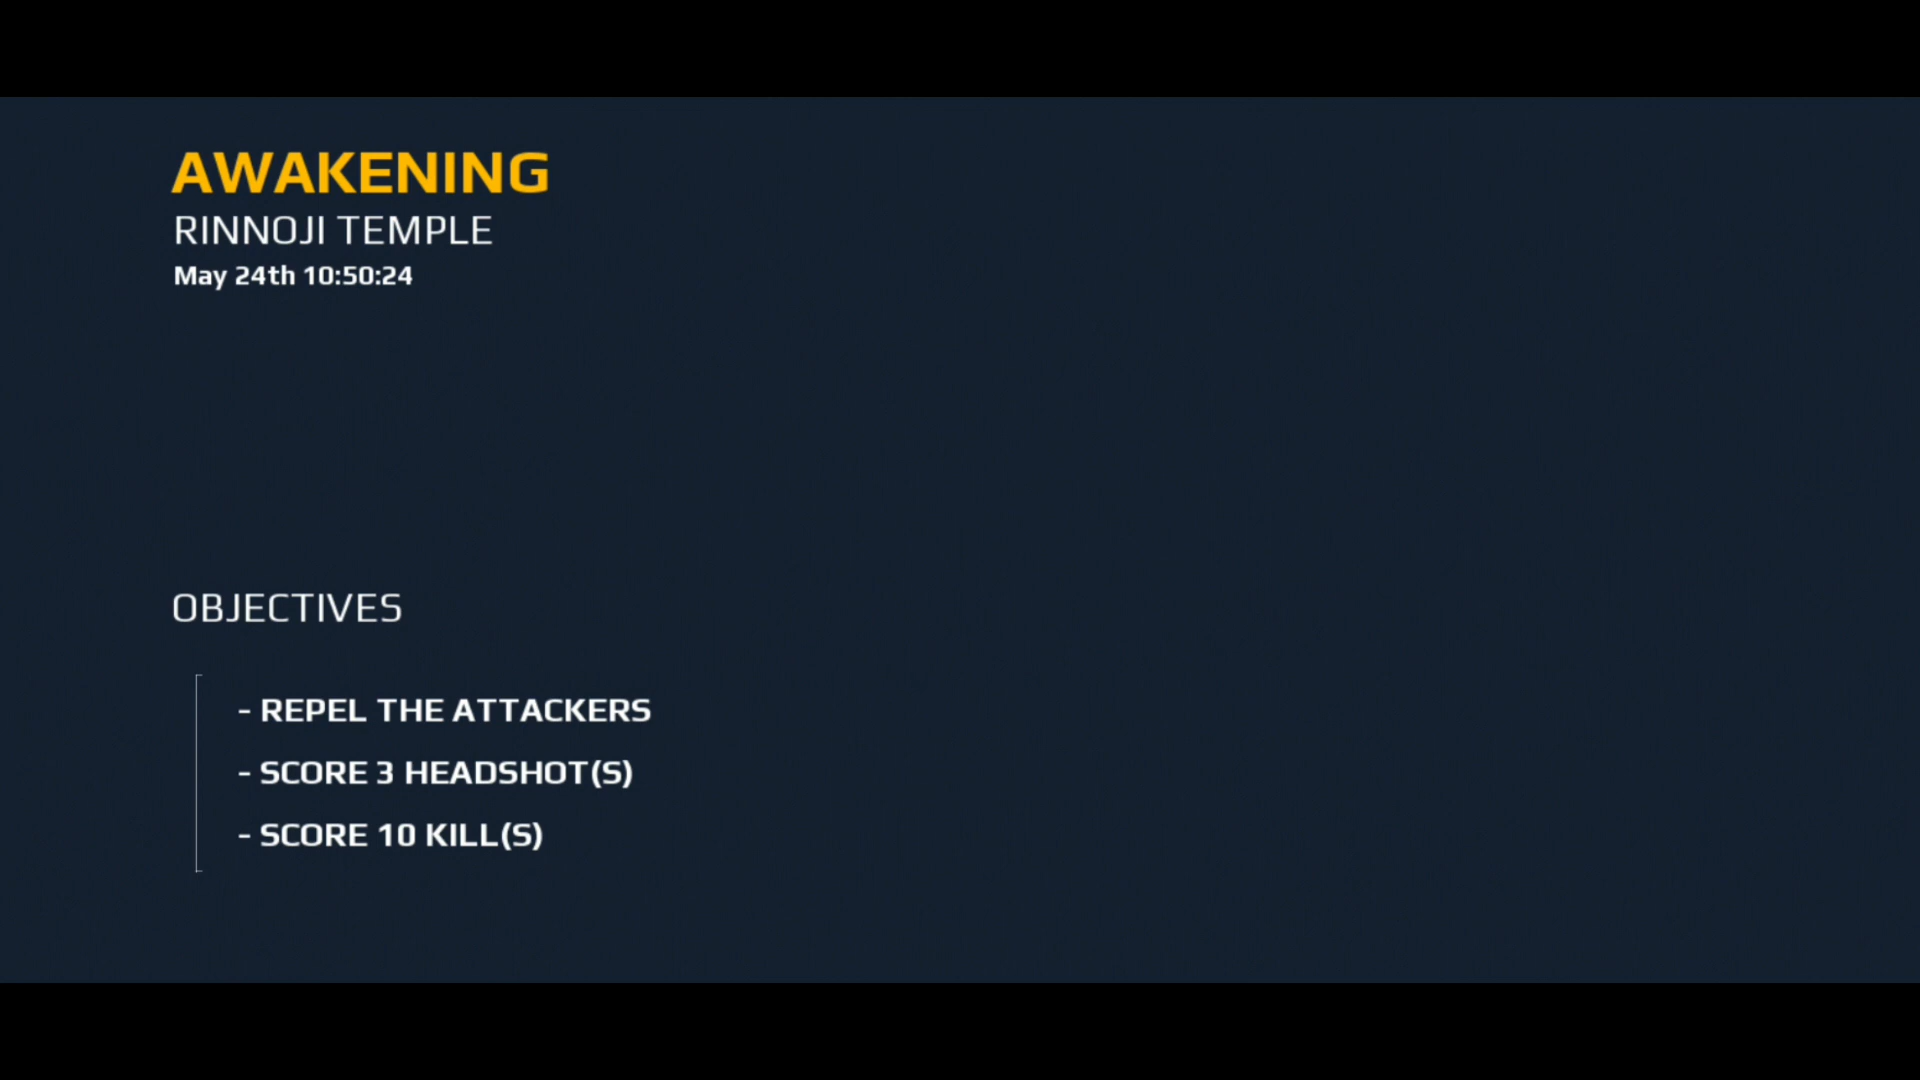 AWAKENING
RINNOJI TEMPLE
May 24th 10:50:24
OBJECTIVES
- REPEL THE ATTACKERS
- SCORE 3 HEADSHOT(S)
- SCORE 10 KILL(S)